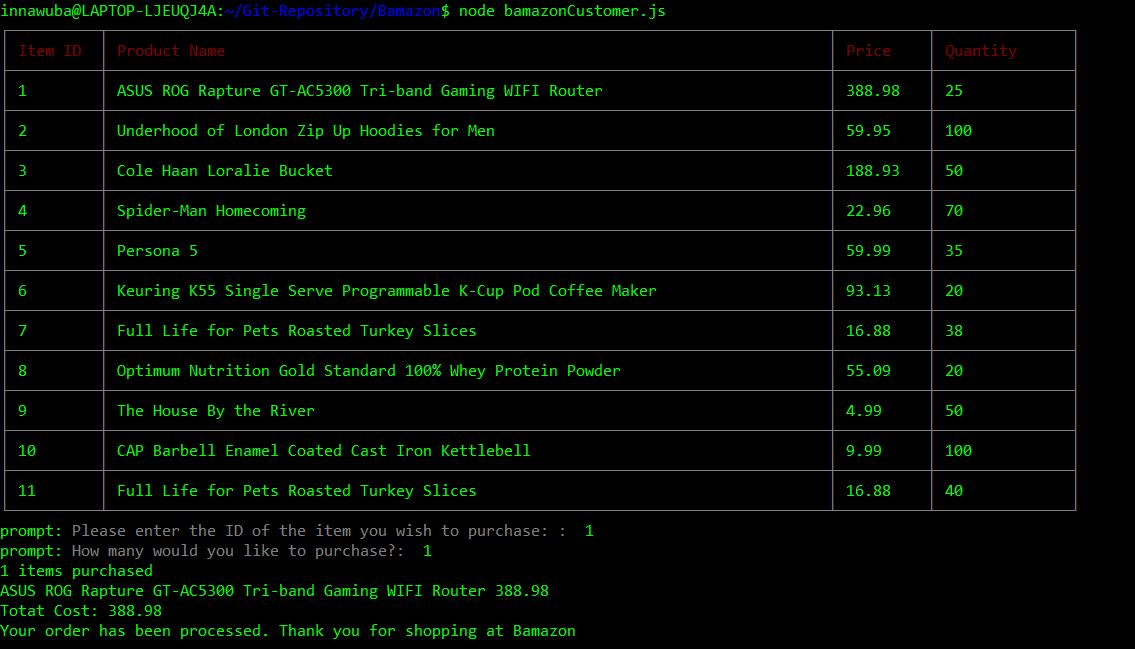 innawuba@LAPTOP-LJEUQJ4A:~/Git-Repository/Bamazon$ node bamazonCustomer.js
Item ID Product Name Price Quantity
1 ASUS ROG Rapture GT-AC5300 Tri-band Gaming WIFI Router 388.98 25
2 Underhood of London Zip Up Hoodies for Men 59.95 100
3 Cole Haan Loralie Bucket 188.93 50
4 Spider-Man Homecoming 22.96 70
5 Persona 5 59.99 35
6 Keuring K55 Single Serve Programmable K-Cup Pod Coffee Maker 93.13 20
7 Full Life for Pets Roasted Turkey Slices 16.88 38
8 Optimum Nutrition Gold Standard 100% Whey Protein Powder 55.09 20
9 The House By the River 4.99 50
10 CAP Barbell Enamel Coated Cast Iron Kettlebell 9.99 100
11 Full Life for Pets Roasted Turkey Slices 16.88 40
prompt: Please enter the ID of the item you wish to purchase: :  1
prompt: How many would you like to purchase?:  1
1 items purchased
ASUS ROG Rapture GT-AC5300 Tri-band Gaming WIFI Router 388.98
Totat Cost: 388.98
Your order has been processed. Thank you for shopping at Bamazon